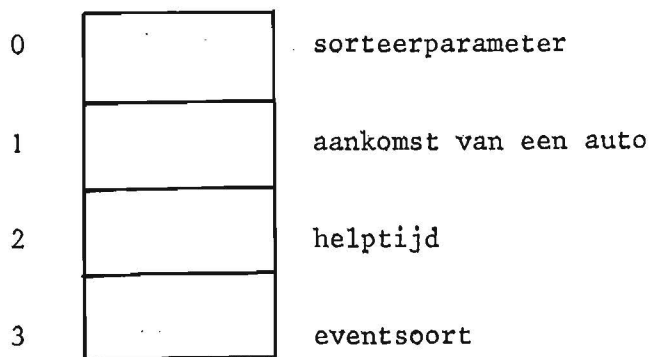 0 sorteerparameter
1 aankomst van een auto
2 helptijd
3 eventsoort